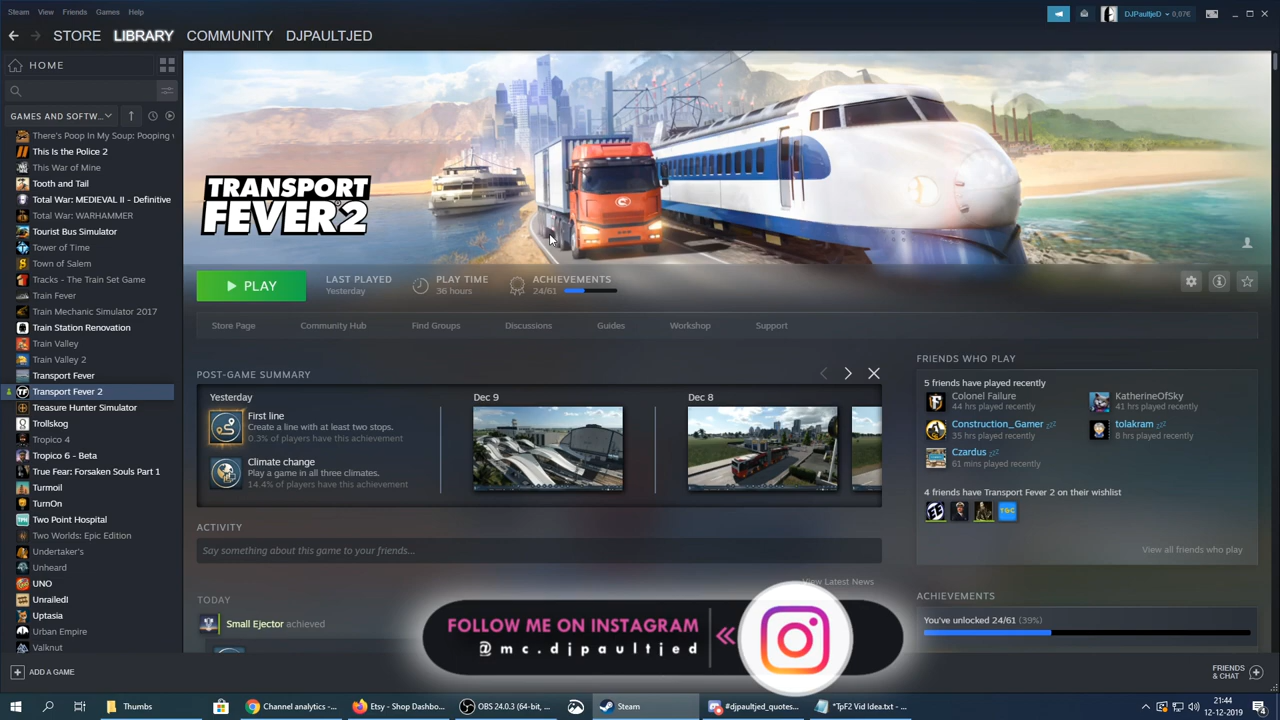 Steam View Friends Games Help
DJPaultjeD 0,07€
STORE LIBRARY COMMUNITY DJPAULTJED
HOME
GAMES AND SOFTW...
There's Poop In My Soup: Pooping
This Is the Police 2
This War of Mine
Tooth and Tail
Total War: MEDIEVAL II - Definitive
Total War: WARHAMMER
Tourist Bus Simulator
Tower of Time
Town of Salem
Tracks - The Train Set Game
Train Fever
Train Mechanic Simulator 2017
Train Station Renovation
Train Valley
Train Valley 2
Transport Fever
Transport Fever 2
Treasure Hunter Simulator
Trollskog
Tropico 4
Tropico 6 - Beta
True Fear: Forsaken Souls Part 1
Turmoil
TurnOn
Two Point Hospital
Two Worlds: Epic Edition
Undertaker's
Unheard
UNO
Unrailed!
Uptasia
Urban Empire
Valknut
ADD A GAME
TRANSPORT
FEVER 2
PLAY
LAST PLAYED
Yesterday
PLAY TIME
36 hours
ACHIEVEMENTS
24/61
Store Page Community Hub Find Groups Discussions Guides Workshop Support
POST-GAME SUMMARY
Yesterday
First line
Create a line with at least two stops.
0.3% of players have this achievement
Climate change
Play a game in all three climates.
14.4% of players have this achievement
Dec 9
Dec 8
ACTIVITY
Say something about this game to your friends...
View Latest News
TODAY
Small Ejector achieved
FRIENDS WHO PLAY
5 friends have played recently
Colonel Failure
44 hrs played recently
KatherineOfSky
41 hrs played recently
Construction_Gamer
35 hrs played recently
tolakram
8 hrs played recently
Czardus
61 mins played recently
4 friends have Transport Fever 2 on their wishlist
View all friends who play
ACHIEVEMENTS
You've unlocked 24/61 (39%)
FOLLOW ME ON INSTAGRAM
@mc.djpaultjed
FRIENDS
& CHAT
Thumbs
Channel analytics -...
Etsy - Shop Dashbo...
OBS 24.0.3 (64-bit, ...
Steam
#djpaultjed_quotes...
*TpF2 Vid Idea.txt - ...
21:44
12-12-2019